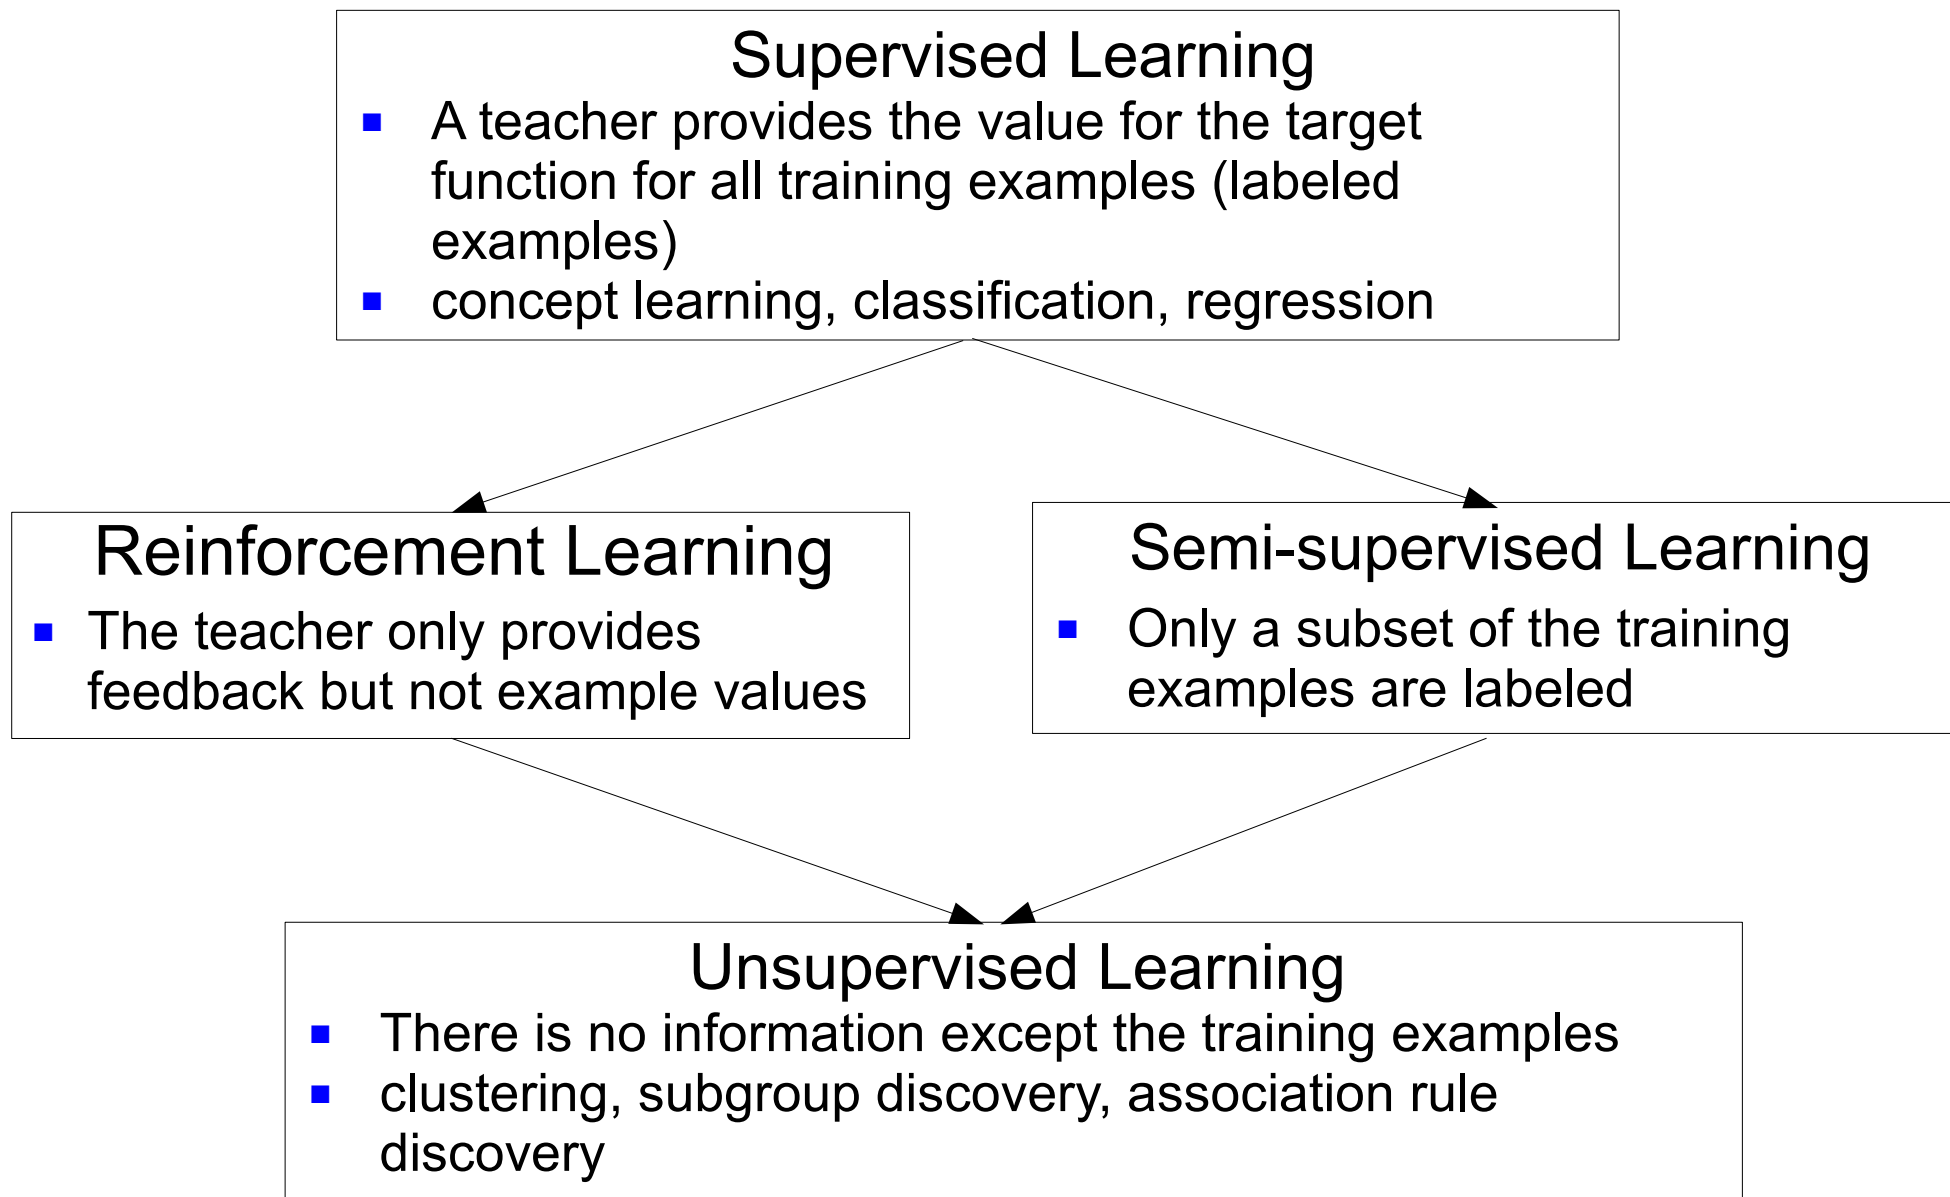 Supervised Learning
A teacher provides the value for the target
function for all training examples (labeled
examples)
concept learning, classification, regression
Reinforcement Learning
The teacher only provides
feedback but not example values
Semi-supervised Learning
Only a subset of the training
examples are labeled
Unsupervised Learning
There is no information except the training examples
clustering, subgroup discovery, association rule
discovery